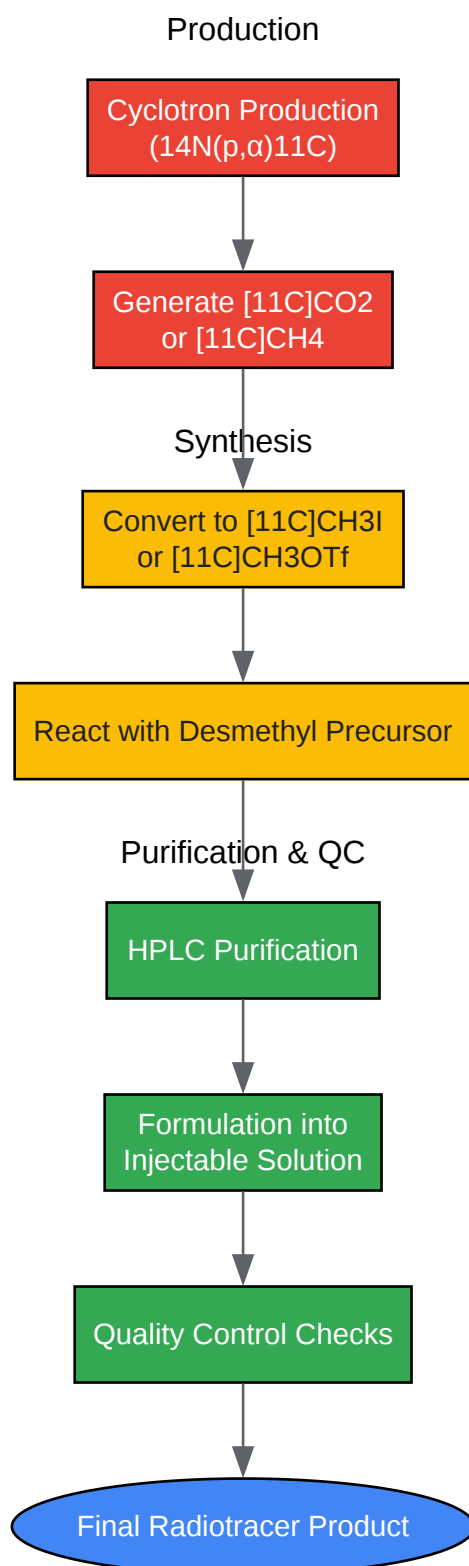 Production
Cyclotron Production
(14N(p,α)11C)
Generate [11C]CO2
or [11C]CH4
Synthesis
Convert to [11C]CH3I
or [11C]CH3OTf
React with Desmethyl Precursor
Purification & QC
HPLC Purification
Formulation into
Injectable Solution
Quality Control Checks
Final Radiotracer Product